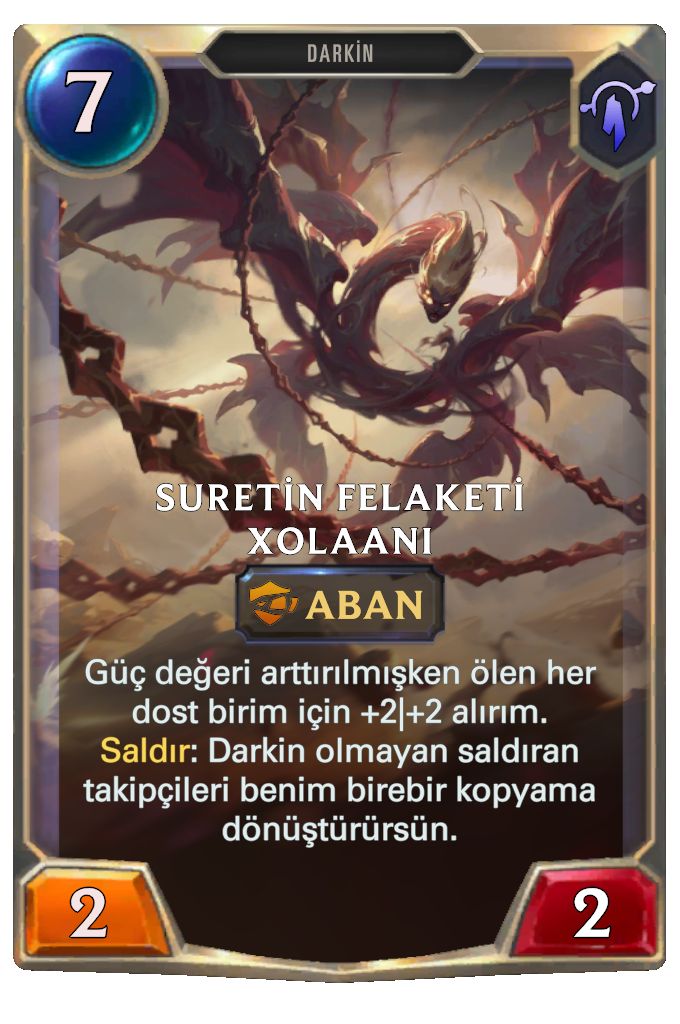 7
DARKİN
SURETİN FELAKETİ
XOLAANI
ABAN
Güç değeri arttırılmışken ölen her
dost birim için +2|+2 alırım.
Saldır: Darkin olmayan saldıran
takipçileri benim birebir kopyama
dönüştürürsün.
2
2